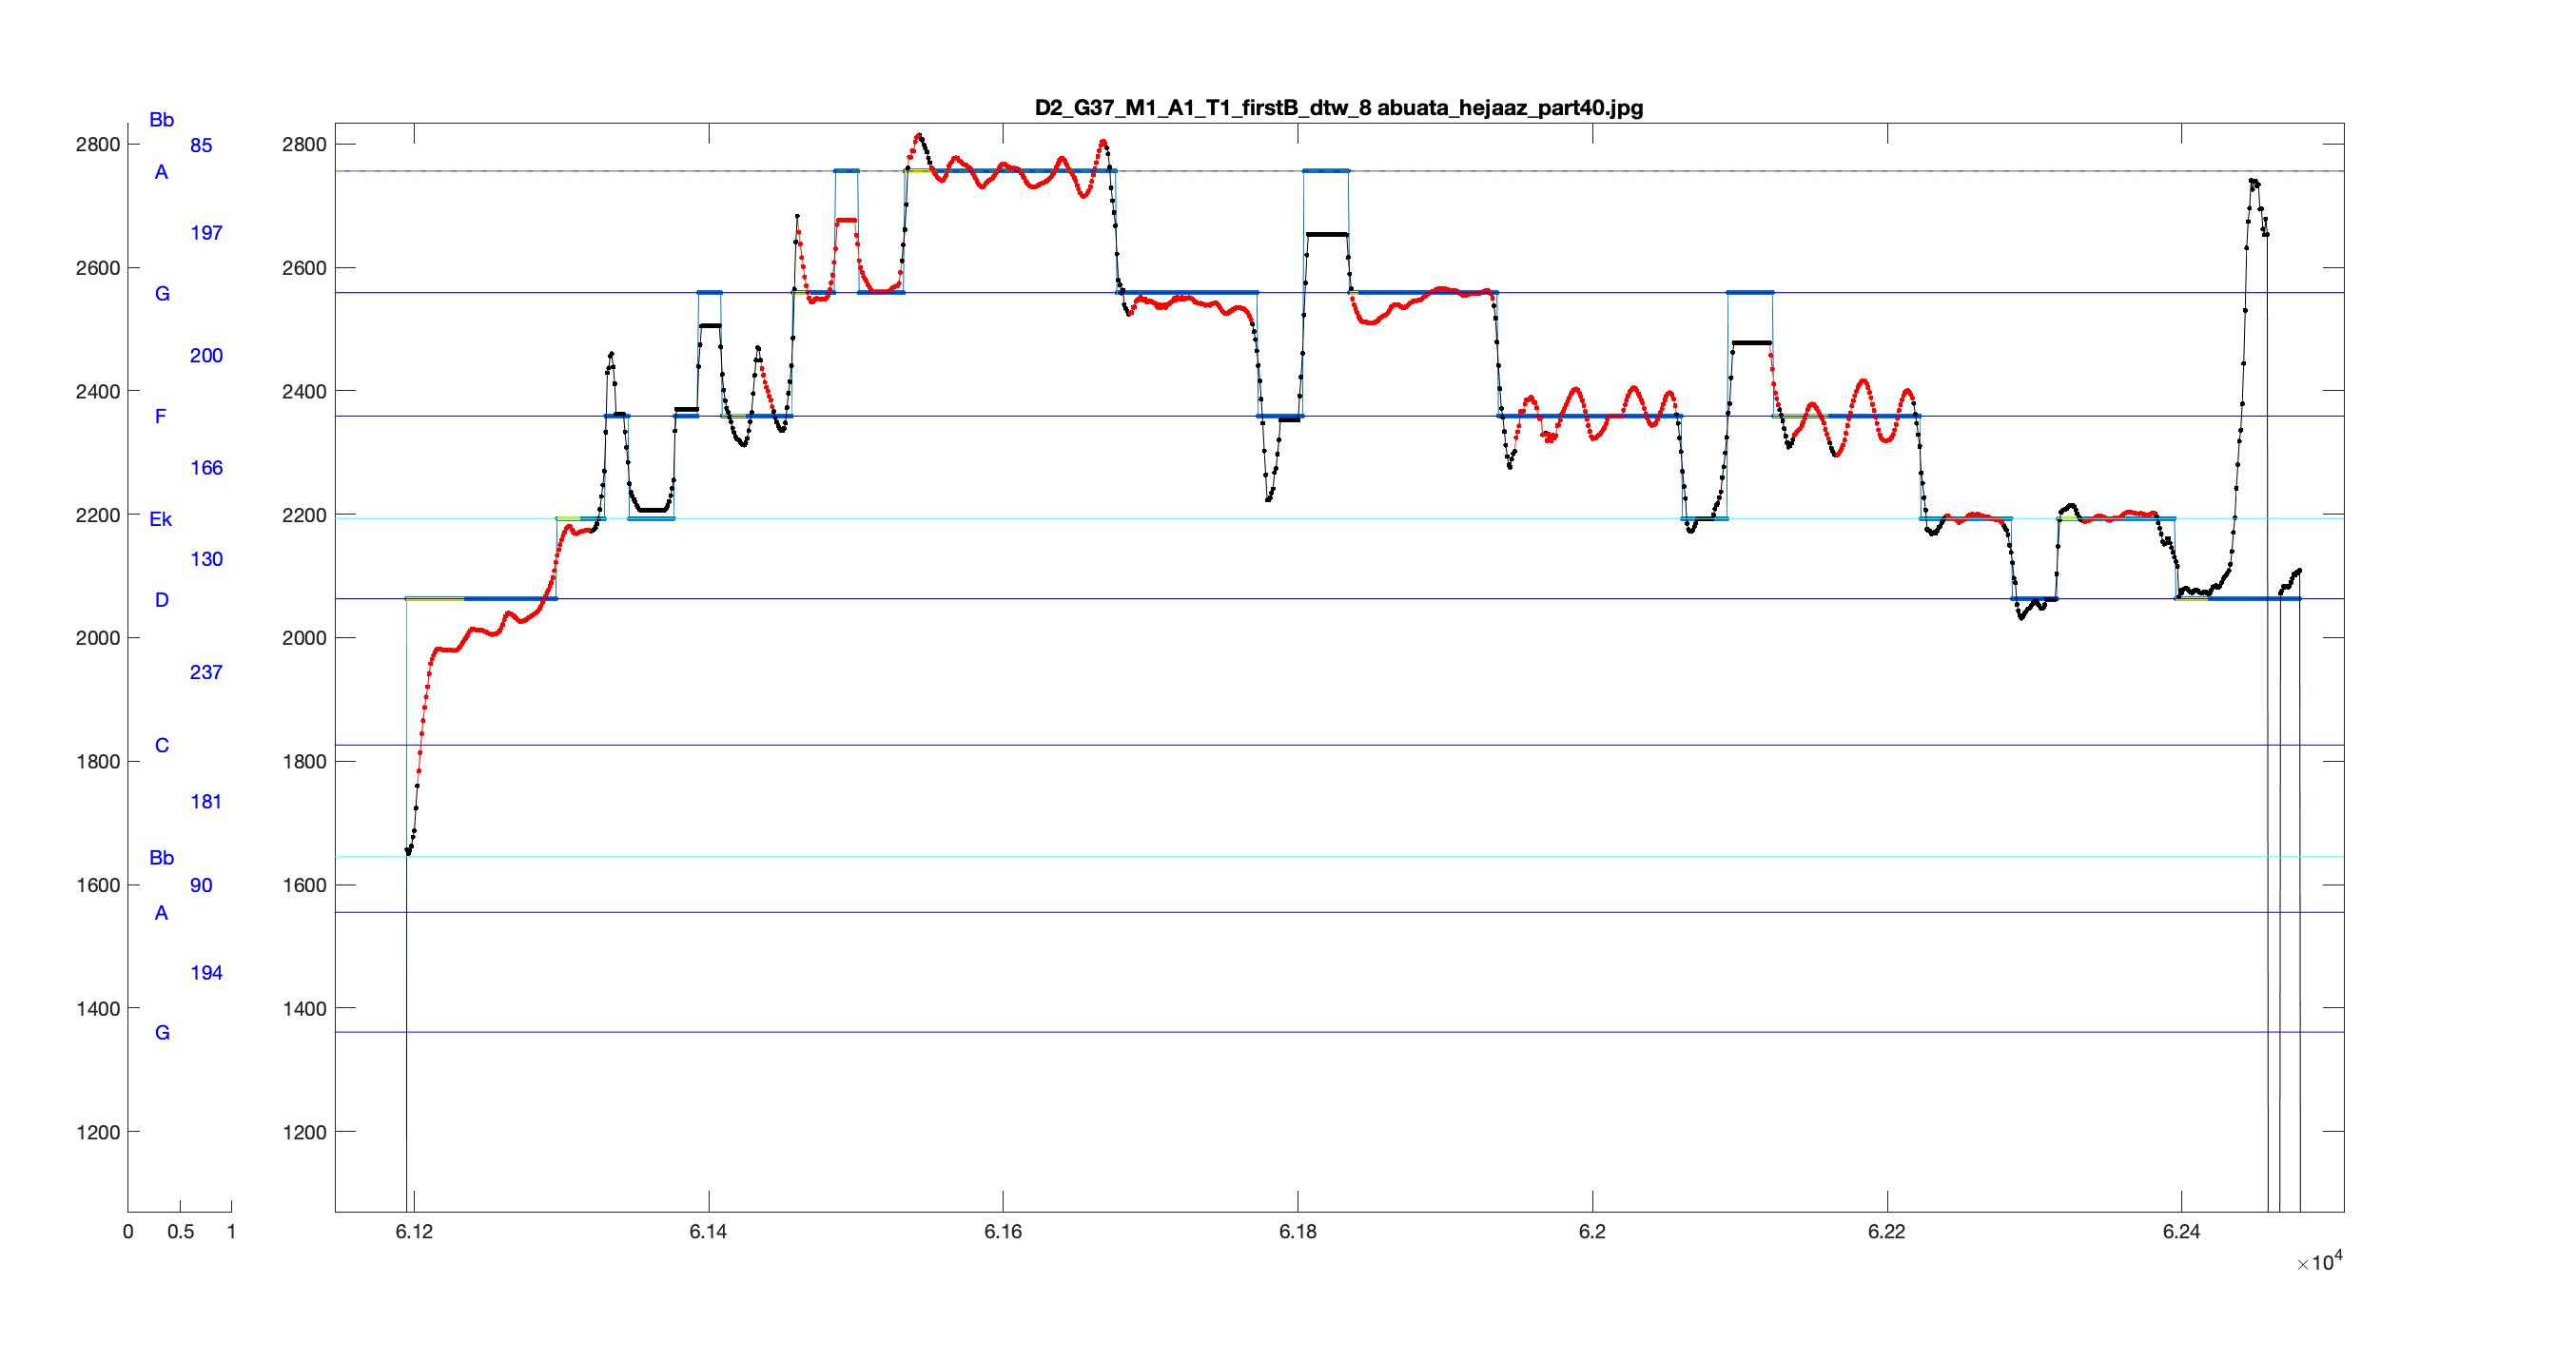 D2_G37_M1_A1_T1_firstB_dtw_8 abuata_hejaaz_part40.jpg
Bb
2800 85 2800
A
197
2600 2600
G
200
2400 2400
F
166
2200 Ek 2200
130
D
2000 2000
237
C
1800 1800
181
Bb
1600 90 1600
A
194
1400 1400
G
1200 1200
0 0.5 1 6.12 6.14 6.16 6.18 6.2 6.22 6.24
×10⁴